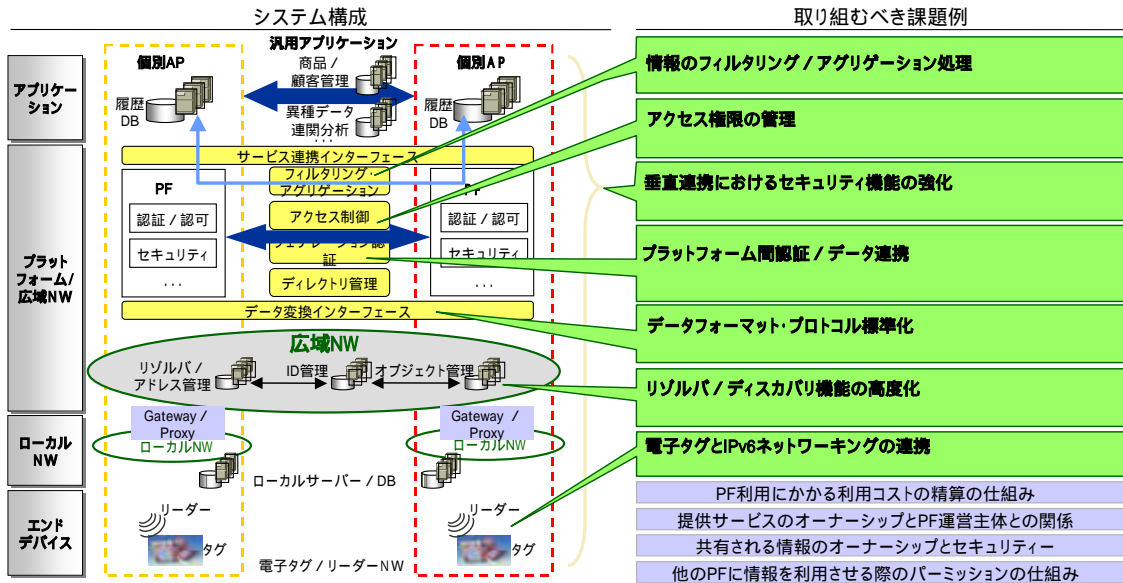 システム構成
取り組むべき課題例
アプリケー
ション
プラット
フォーム/
広域NW
ローカル
NW
エンド
デバイス
汎用アプリケーション
個別AP
商品 /
顧客管理
個別AP
履歴
DB
異種データ
連関分析
・・・
履歴
DB
サービス連携インターフェース
フィルタリング・
アグリゲーション
PF
認証 / 認可
セキュリティ
. . .
アクセス制御
フェデレーション認
証
ディレクトリ管理
PF
認証 / 認可
セキュリティ
. . .
データ変換インターフェース
広域NW
リゾルバ /
アドレス管理
ID管理
オブジェクト管理
Gateway /
Proxy
ローカルNW
Gateway /
Proxy
ローカルNW
ローカルサーバー / DB
リーダー
タグ
リーダー
タグ
電子タグ / リーダーNW
情報のフィルタリング / アグリゲーション処理
アクセス権限の管理
垂直連携におけるセキュリティ機能の強化
プラットフォーム間認証 / データ連携
データフォーマット・プロトコル標準化
リゾルバ / ディスカバリ機能の高度化
電子タグとIPv6ネットワーキングの連携
PF利用にかかる利用コストの精算の仕組み
提供サービスのオーナーシップとPF運営主体との関係
共有される情報のオーナーシップとセキュリティー
他のPFに情報を利用させる際のパーミッションの仕組み